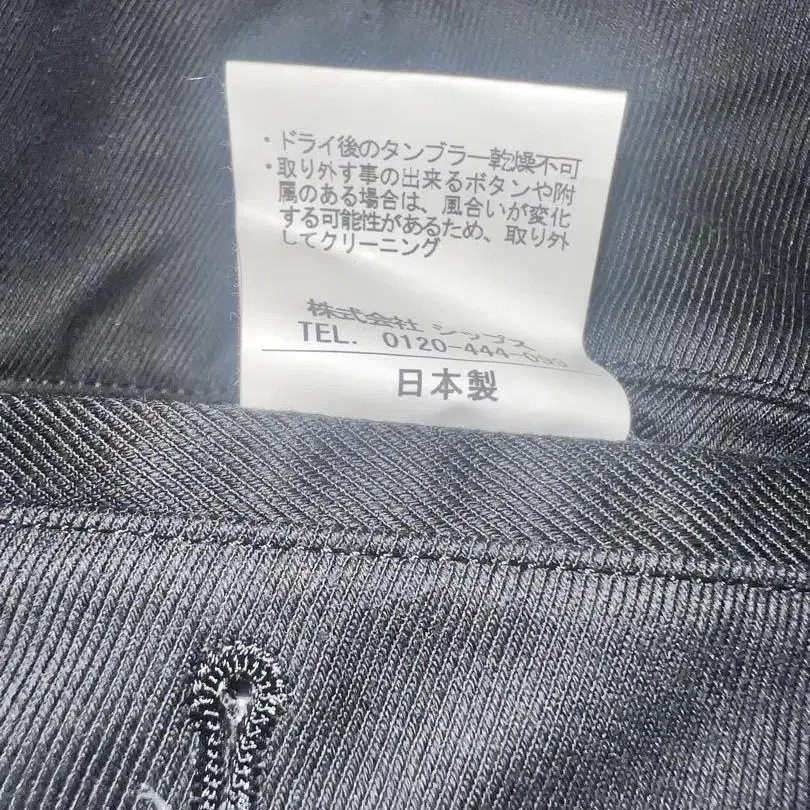 ・ドライ後のタンブラー乾燥不可
・取り外す事の出来るボタンや附
属のある場合は、風合いが変化
する可能性があるため、取り外
してクリーニング
株式会社 シップス
TEL. 0120-444-099
日本製